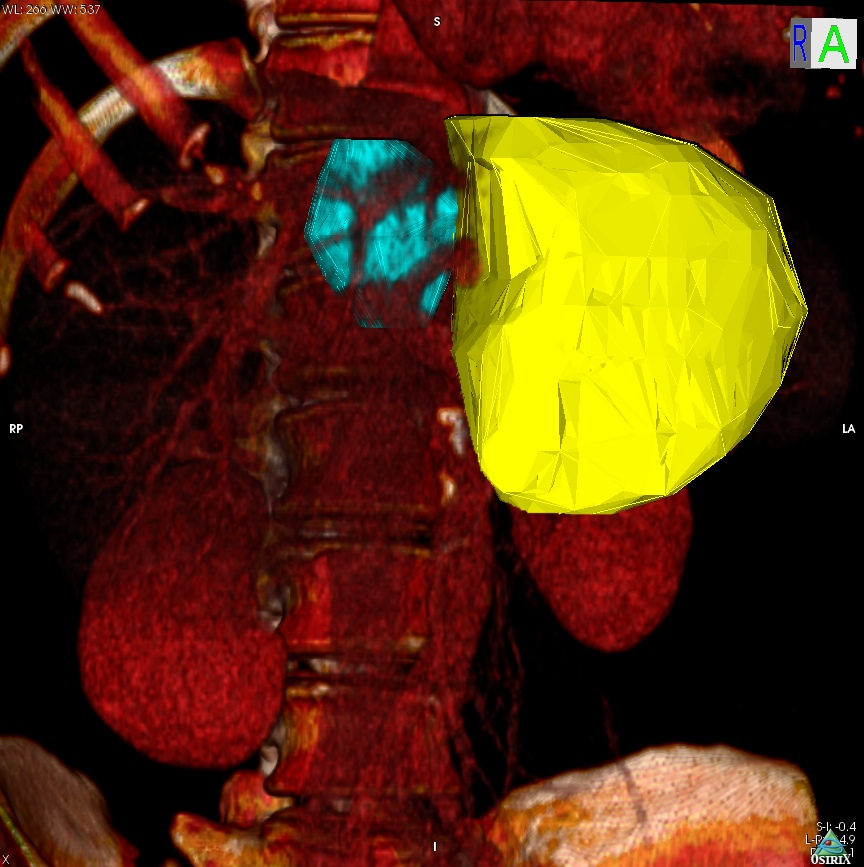 WL: 266 WW: 537
S
R A
RP
LA
I
X
S-I: -0.4
OSIRIX